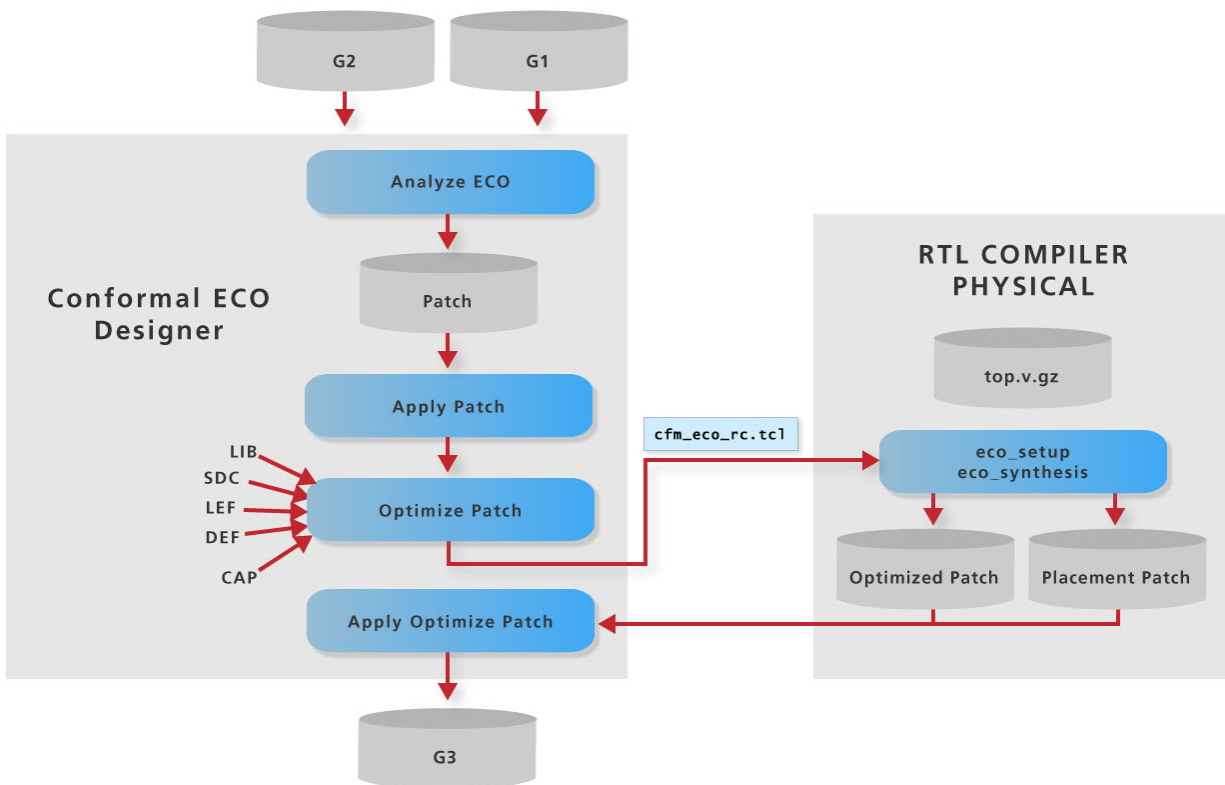 G2
G1
Analyze ECO
Conformal ECO
Designer
Patch
Apply Patch
LIB
SDC
LEF
DEF
CAP
Optimize Patch
Apply Optimize Patch
G3
cfm_eco_rc.tcl
RTL COMPILER
PHYSICAL
top.v.gz
eco_setup
eco_synthesis
Optimized Patch
Placement Patch